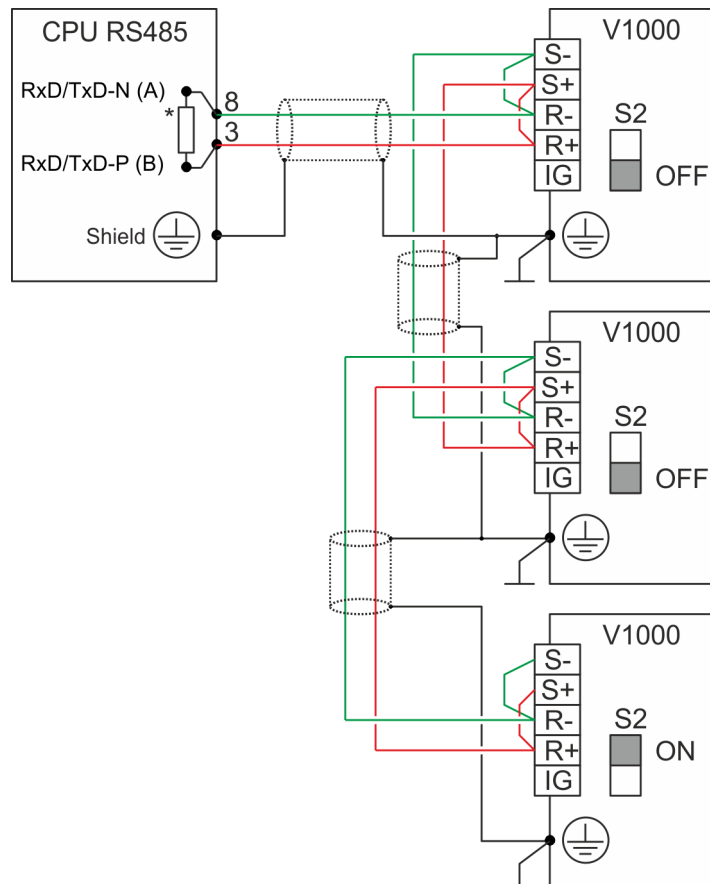 CPU RS485
RxD/TxD-N (A)
8
*
3
RxD/TxD-P (B)
Shield
V1000
S-
S+
R-
R+
IG
S2
OFF
V1000
S-
S+
R-
R+
IG
S2
OFF
V1000
S-
S+
R-
R+
IG
S2
ON